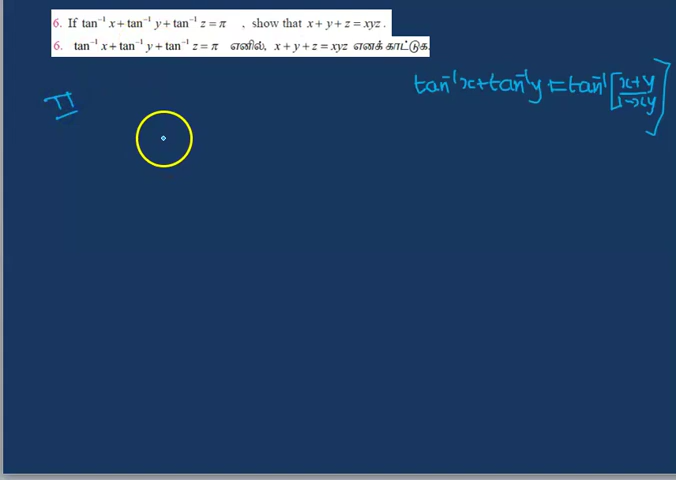 6. If tan⁻¹ x + tan⁻¹ y + tan⁻¹ z = π , show that x + y + z = xyz .
6. tan⁻¹ x + tan⁻¹ y + tan⁻¹ z = π எனில், x + y + z = xyz எனக் காட்டுக.
tan⁻¹x + tan⁻¹y = tan⁻¹ [x+y / 1-xy]
π